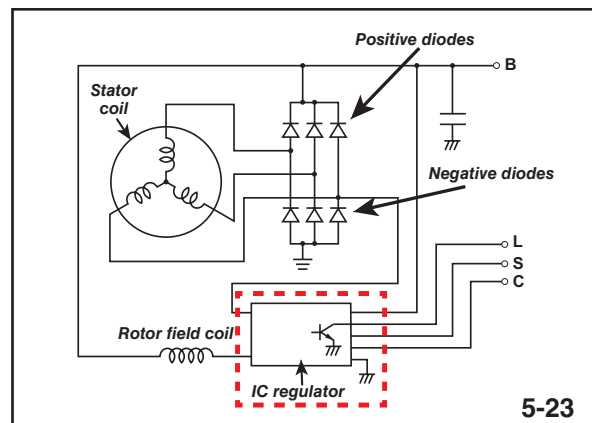 Positive diodes
B
Stator
coil
Negative diodes
L
S
C
Rotor field coil
IC regulator
5-23